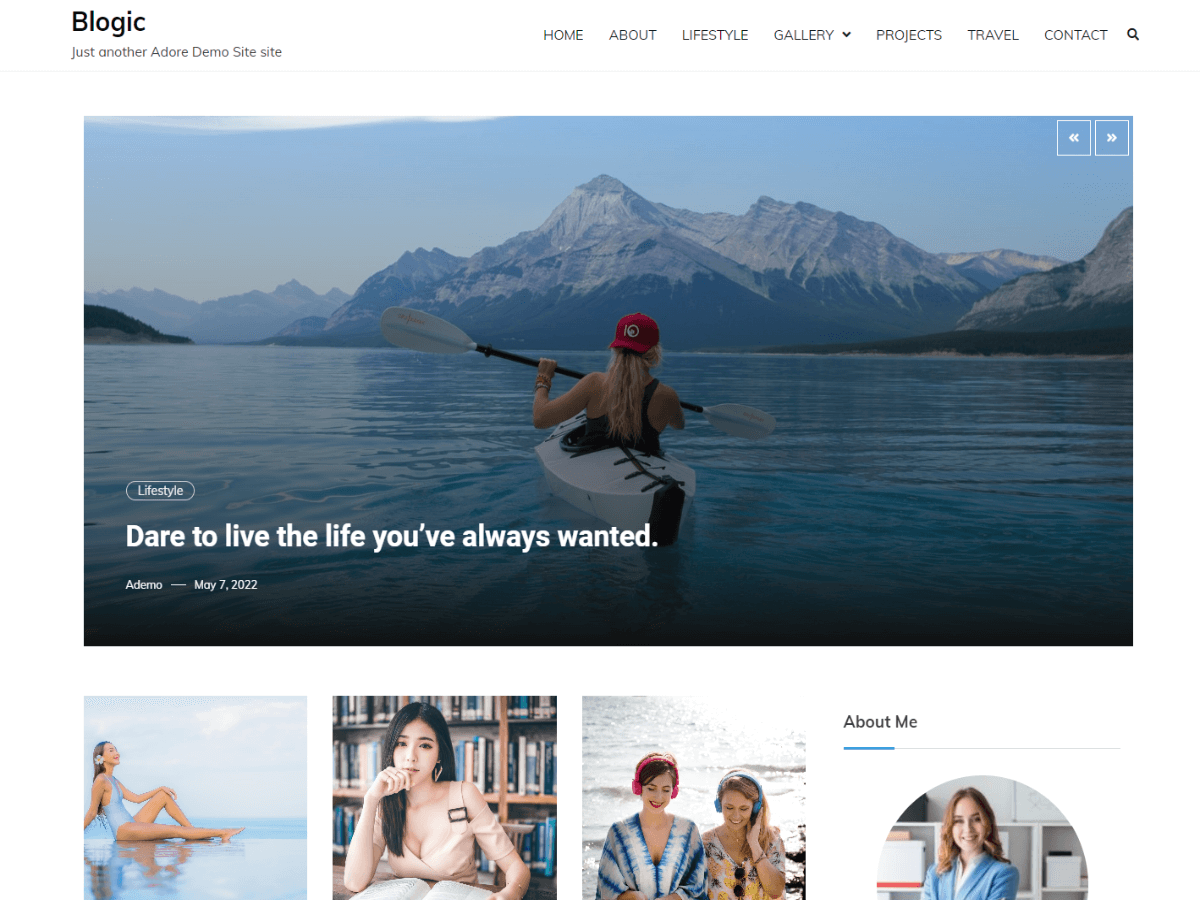 Blogic
Just another Adore Demo Site site
HOME ABOUT LIFESTYLE GALLERY PROJECTS TRAVEL CONTACT
« »
Lifestyle
Dare to live the life you’ve always wanted.
Ademo — May 7, 2022
About Me